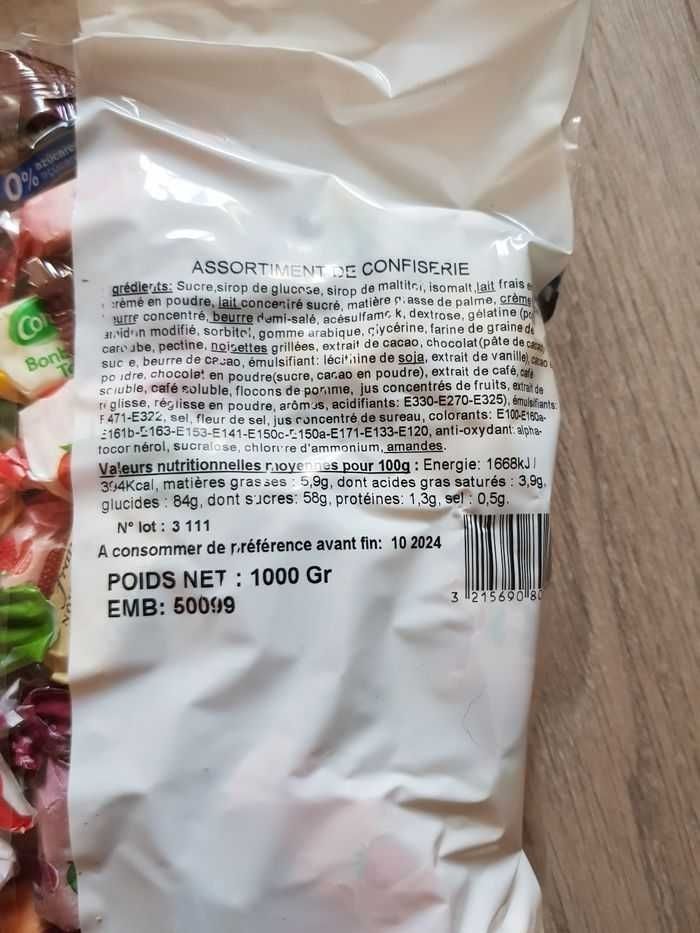 0% azúcares
ASSORTIMENT DE CONFISERIE
grédients: Sucre,sirop de glucose, sirop de maltitol, isomalt,lait frais e
crémé en poudre, lait concentré sucré, matière grasse de palme, crème
eurre concentré, beurre demi-salé, acésulfame k, dextrose, gélatine (po
amidon modifié, sorbitol, gomme arabique, glycérine, farine de graine de
caroube, pectine, noisettes grillées, extrait de cacao, chocolat(pâte de cacao
sucre, beurre de cacao, émulsifiant: lécithine de soja, extrait de vanille), cacao e
poudre, chocolat en poudre(sucre, cacao en poudre), extrait de café, café
soluble, café soluble, flocons de pomme, jus concentrés de fruits, extrait de
réglisse, réglisse en poudre, arômes, acidifiants: E330-E270-E325), émulsifiants:
E471-E322, sel, fleur de sel, jus concentré de sureau, colorants: E100-E160a-
E161b-E163-E153-E141-E150c-E150a-E171-E133-E120, anti-oxydant: alpha-
tocophérol, sucralose, chlorure d'ammonium, amandes.
Valeurs nutritionnelles moyennes pour 100g : Energie: 1668kJ /
394Kcal, matières grasses : 5,9g, dont acides gras saturés : 3,9g,
glucides : 84g, dont sucres: 58g, protéines: 1,3g, sel : 0,5g.
N° lot : 3 111
A consommer de préférence avant fin: 10 2024
POIDS NET : 1000 Gr
EMB: 50099
3 215690 80